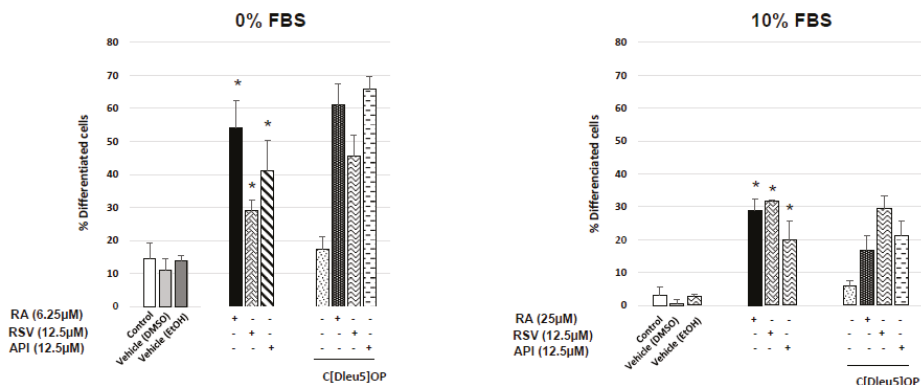 0% FBS
% Differentiated cells
80
70
60
50
40
30
20
10
0
* * *
Control
Vehicle (DMSO)
Vehicle (EtOH)
RA (6.25µM) + - - - + - -
RSV (12.5µM) - + - - - + -
API (12.5µM) - - + - - - +
C[Dleu5]OP
10% FBS
% Differenciated cells
80
70
60
50
40
30
20
10
0
* * *
Control
Vehicle (DMSO)
Vehicle (EtOH)
RA (25µM) + - - - + - -
RSV (12.5µM) - + - - - + -
API (12.5µM) - - + - - - +
C[Dleu5]OP